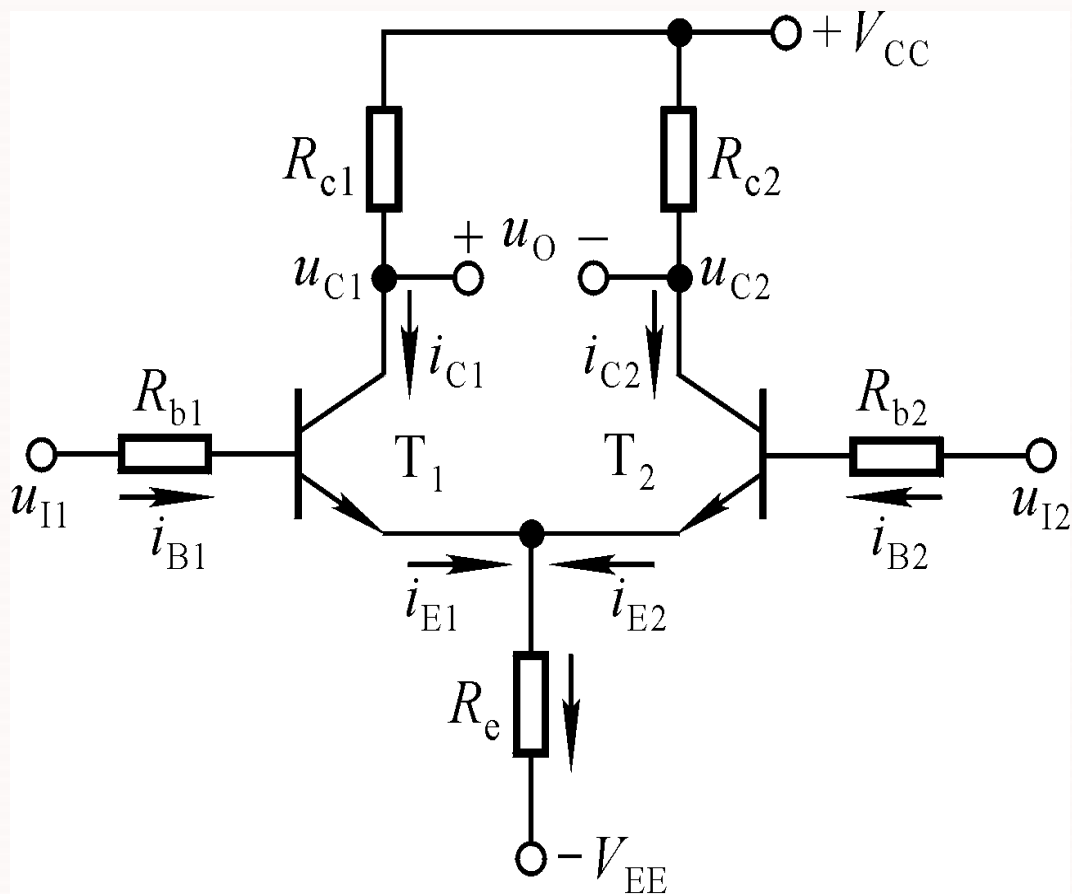 +V_CC
R_c1
R_c2
+ u_O −
u_C1
u_C2
i_C1
i_C2
R_b1
R_b2
T_1
T_2
u_I1
u_I2
i_B1
i_B2
i_E1
i_E2
R_e
−V_EE